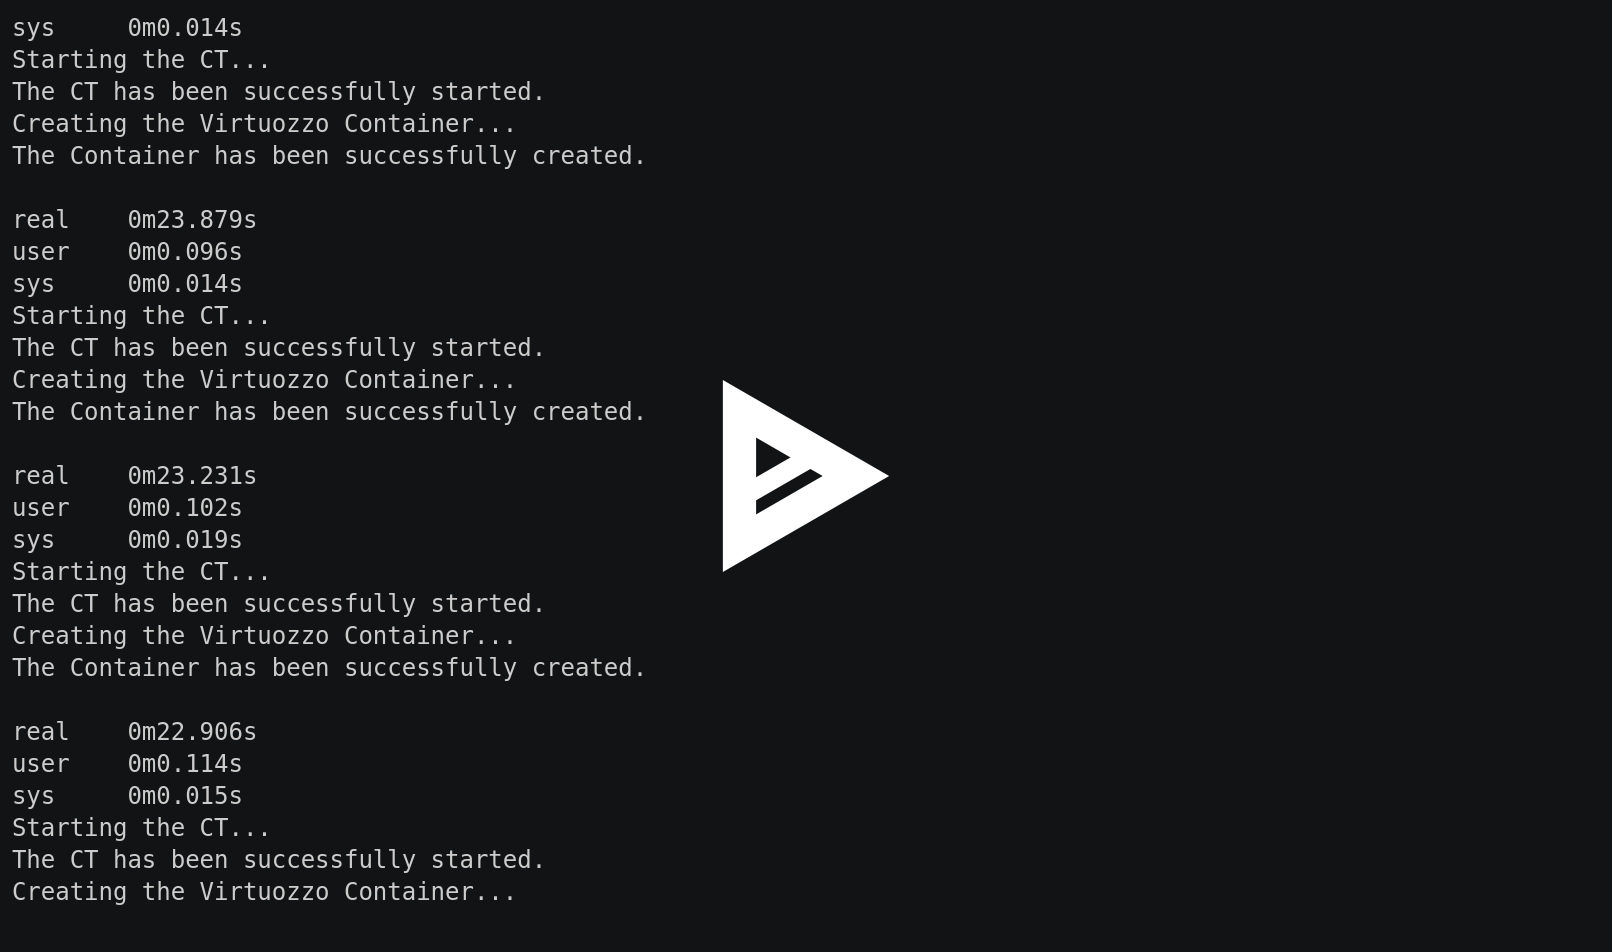 sys     0m0.014s
Starting the CT...
The CT has been successfully started.
Creating the Virtuozzo Container...
The Container has been successfully created.

real    0m23.879s
user    0m0.096s
sys     0m0.014s
Starting the CT...
The CT has been successfully started.
Creating the Virtuozzo Container...
The Container has been successfully created.

real    0m23.231s
user    0m0.102s
sys     0m0.019s
Starting the CT...
The CT has been successfully started.
Creating the Virtuozzo Container...
The Container has been successfully created.

real    0m22.906s
user    0m0.114s
sys     0m0.015s
Starting the CT...
The CT has been successfully started.
Creating the Virtuozzo Container...